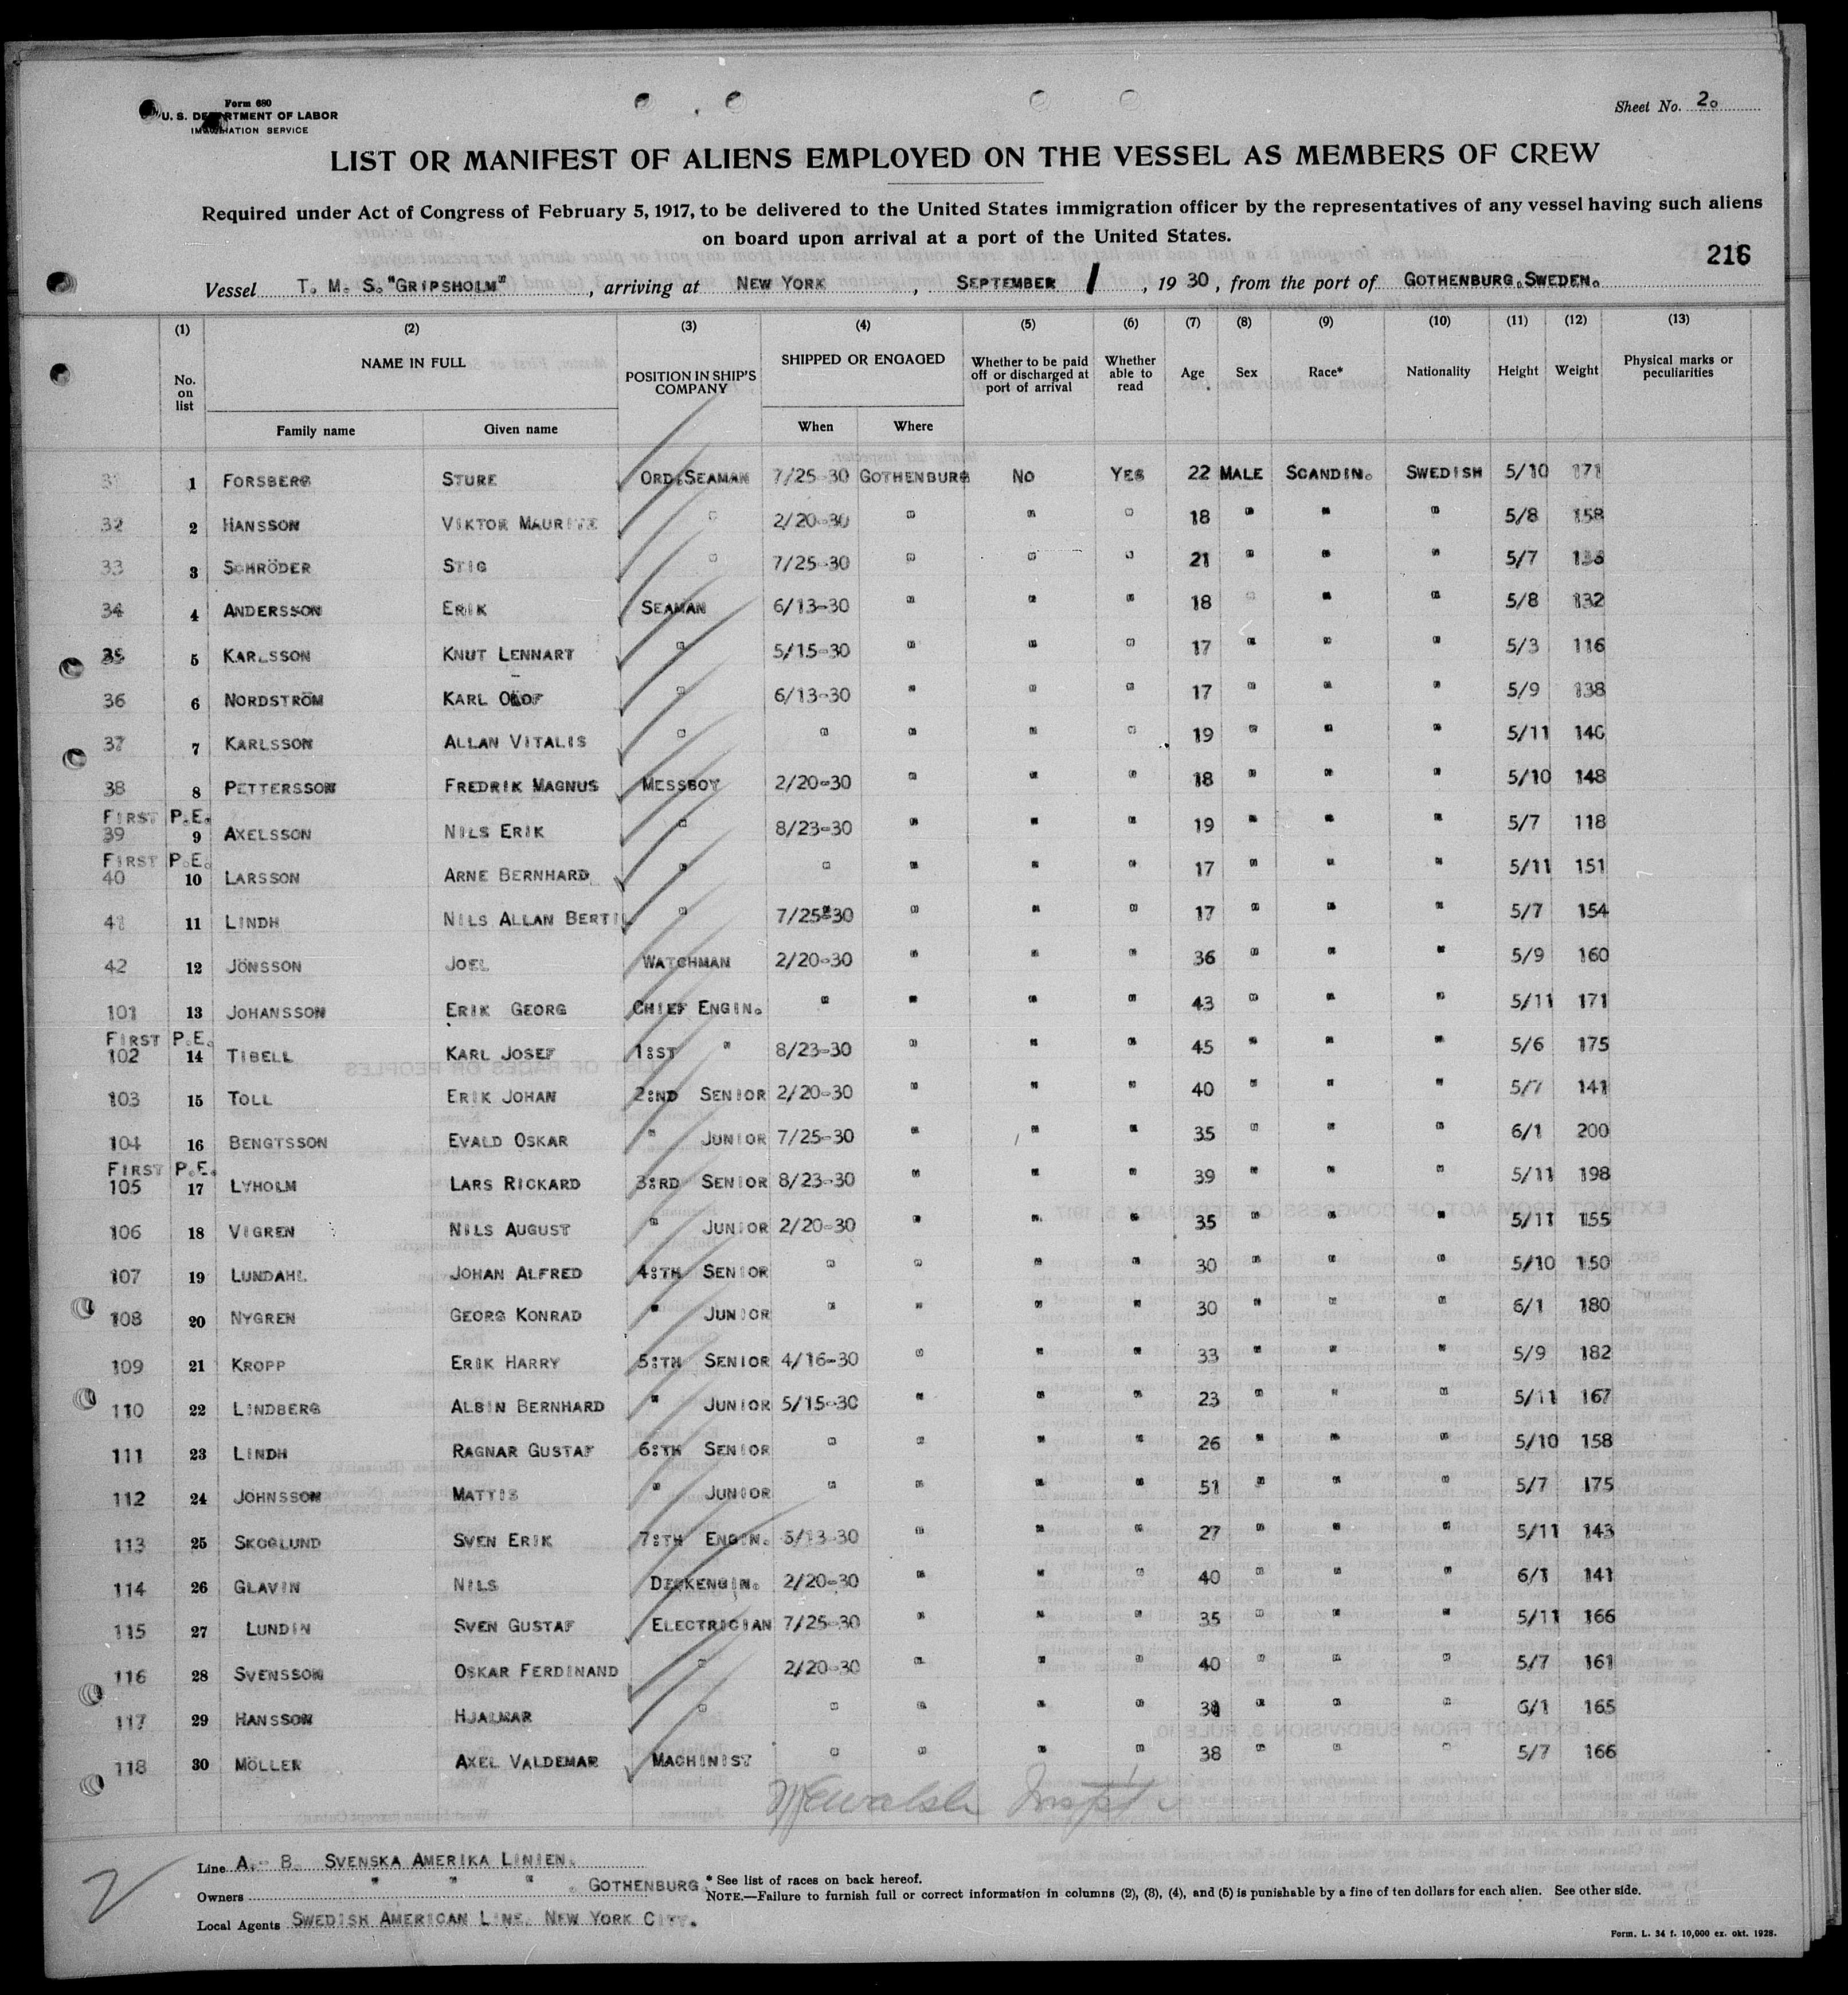 Form 680
U. S. DEPARTMENT OF LABOR
IMMIGRATION SERVICE
Sheet No. 2.
LIST OR MANIFEST OF ALIENS EMPLOYED ON THE VESSEL AS MEMBERS OF CREW
Required under Act of Congress of February 5, 1917, to be delivered to the United States immigration officer by the representatives of any vessel having such aliens
on board upon arrival at a port of the United States.
216
Vessel T. M. S. "GRIPSHOLM", arriving at NEW YORK, SEPTEMBER 1, 1930, from the port of GOTHENBURG.SWEDEN.
(1) (2) (3) (4) (5) (6) (7) (8) (9) (10) (11) (12) (13)
No. on list NAME IN FULL Family name Given name POSITION IN SHIP'S COMPANY SHIPPED OR ENGAGED When Where Whether to be paid off or discharged at port of arrival Whether able to read Age Sex Race* Nationality Height Weight Physical marks or peculiarities
31 1 FORSBERG STURE ORD.SEAMAN 7/25-30 GOTHENBURG NO YES 22 MALE SCANDIN. SWEDISH 5/10 171
32 2 HANSSON VIKTOR MAURITZ " 2/20-30 " " " 18 " " " 5/8 158
33 3 SCHRÖDER STIG " 7/25-30 " " " 21 " " " 5/7
34 4 ANDERSSON ERIK SEAMAN 6/13-30 " " " 18 " " " 5/8 132
35 5 KARLSSON KNUT LENNART " 5/15-30 " " " 17 " " " 5/3 116
36 6 NORDSTRÖM KARL OLOF " 6/13-30 " " " 17 " " " 5/9 138
37 7 KARLSSON ALLAN VITALIS " " " " " 19 " " " 5/11 146
38 8 PETTERSSON FREDRIK MAGNUS MESSBOY 2/20-30 " " " 18 " " " 5/10 148
FIRST P.E.
39 9 AXELSSON NILS ERIK " 8/23-30 " " " 19 " " " 5/7 118
FIRST P.E.
40 10 LARSSON ARNE BERNHARD " " " " " 17 " " " 5/11 151
41 11 LINDH NILS ALLAN BERTIL " 7/25-30 " " " 17 " " " 5/7 154
42 12 JÖNSSON JOEL WATCHMAN 2/20-30 " " " 36 " " " 5/9 160
101 13 JOHANSSON ERIK GEORG CHIEF ENGIN. " " " " 43 " " " 5/11 171
FIRST P.E.
102 14 TIBELL KARL JOSEF 1:ST " 8/23-30 " " " 45 " " " 5/6 175
103 15 TOLL ERIK JOHAN 2:ND SENIOR 2/20-30 " " " 40 " " " 5/7 141
104 16 BENGTSSON EVALD OSKAR " JUNIOR 7/25-30 " " " 35 " " " 6/1 200
FIRST P.E.
105 17 LYHOLM LARS RICKARD 3:RD SENIOR 8/23-30 " " " 39 " " " 5/11 198
106 18 VIGREN NILS AUGUST " JUNIOR 2/20-30 " " " 35 " " " 5/11 155
107 19 LUNDAHL JOHAN ALFRED 4:TH SENIOR " " " " 30 " " " 5/10 150
108 20 NYGREN GEORG KONRAD " JUNIOR " " " " 30 " " " 6/1 180
109 21 KROPP ERIK HARRY 5:TH SENIOR 4/16-30 " " " 33 " " " 5/9 182
110 22 LINDBERG ALBIN BERNHARD " JUNIOR 5/15-30 " " " 23 " " " 5/11 167
111 23 LINDH RAGNAR GUSTAF 6:TH SENIOR " " " " 26 " " " 5/10 158
112 24 JOHNSSON MATTIS " JUNIOR " " " " 51 " " " 5/7 175
113 25 SKOGLUND SVEN ERIK 7:TH ENGIN. 6/13-30 " " " 27 " " " 5/11 143
114 26 GLAVIN NILS DECKENGIN. 2/20-30 " " " 40 " " " 6/1 141
115 27 LUNDIN SVEN GUSTAF ELECTRICIAN 7/25-30 " " " 35 " " " 5/11 166
116 28 SVENSSON OSKAR FERDINAND " 2/20-30 " " " 40 " " " 5/7 161
117 29 HANSSON HJALMAR " " " " " " " " 6/1 165
118 30 MÖLLER AXEL VALDEMAR MACHINIST " " " " 38 " " " 5/7 166
Walsh Inspt
2
Line A.- B. SVENSKA AMERIKA LINIEN.
Owners " " " . GOTHENBURG.
Local Agents SWEDISH AMERICAN LINE. NEW YORK CITY.
* See list of races on back hereof.
NOTE.—Failure to furnish full or correct information in columns (2), (3), (4), and (5) is punishable by a fine of ten dollars for each alien. See other side.
Form. L. 34 f. 10,000 ex. okt. 1928.